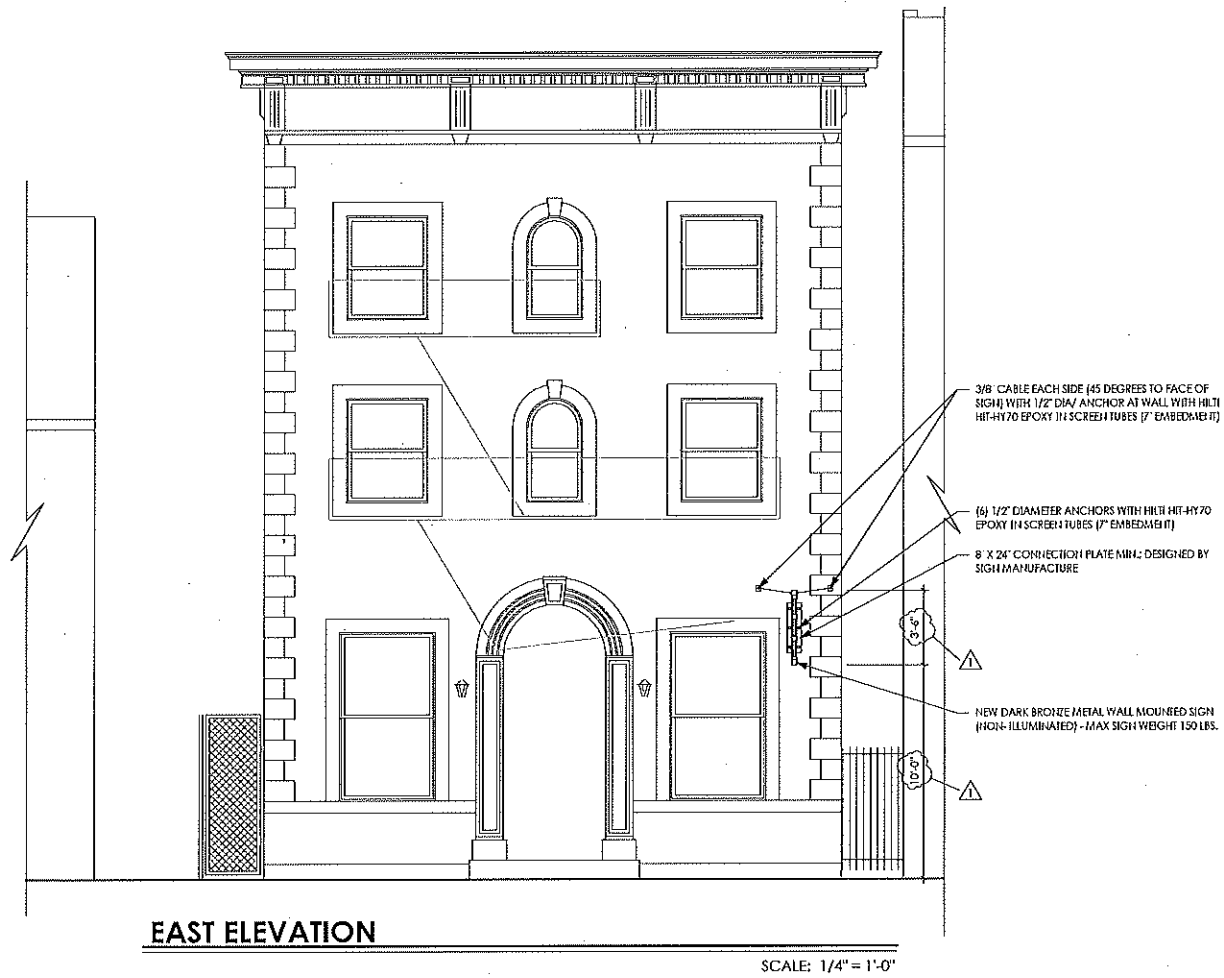 3/8" CABLE EACH SIDE (45 DEGREES TO FACE OF
SIGN) WITH 1/2" DIA/ ANCHOR AT WALL WITH HILTI
HIT-HY70 EPOXY IN SCREEN TUBES (7" EMBEDMENT)
(6) 1/2" DIAMETER ANCHORS WITH HILTI HIT-HY70
EPOXY IN SCREEN TUBES (7" EMBEDMENT)
8" X 24" CONNECTION PLATE MIN.; DESIGNED BY
SIGN MANUFACTURE
3'-6"
1
NEW DARK BRONZE METAL WALL MOUNTED SIGN
(NON-ILLUMINATED) - MAX SIGN WEIGHT 150 LBS.
10'-0"
1
EAST ELEVATION
SCALE: 1/4" = 1'-0"